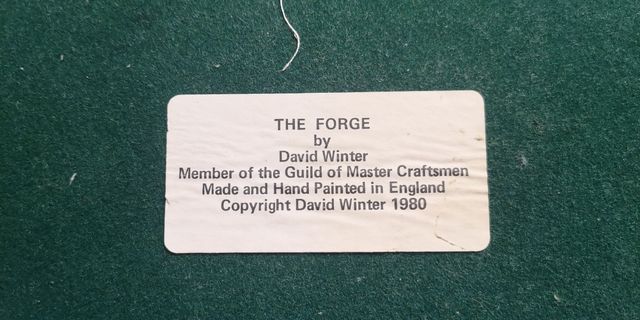 THE FORGE
by
David Winter
Member of the Guild of Master Craftsmen
Made and Hand Painted in England
Copyright David Winter 1980